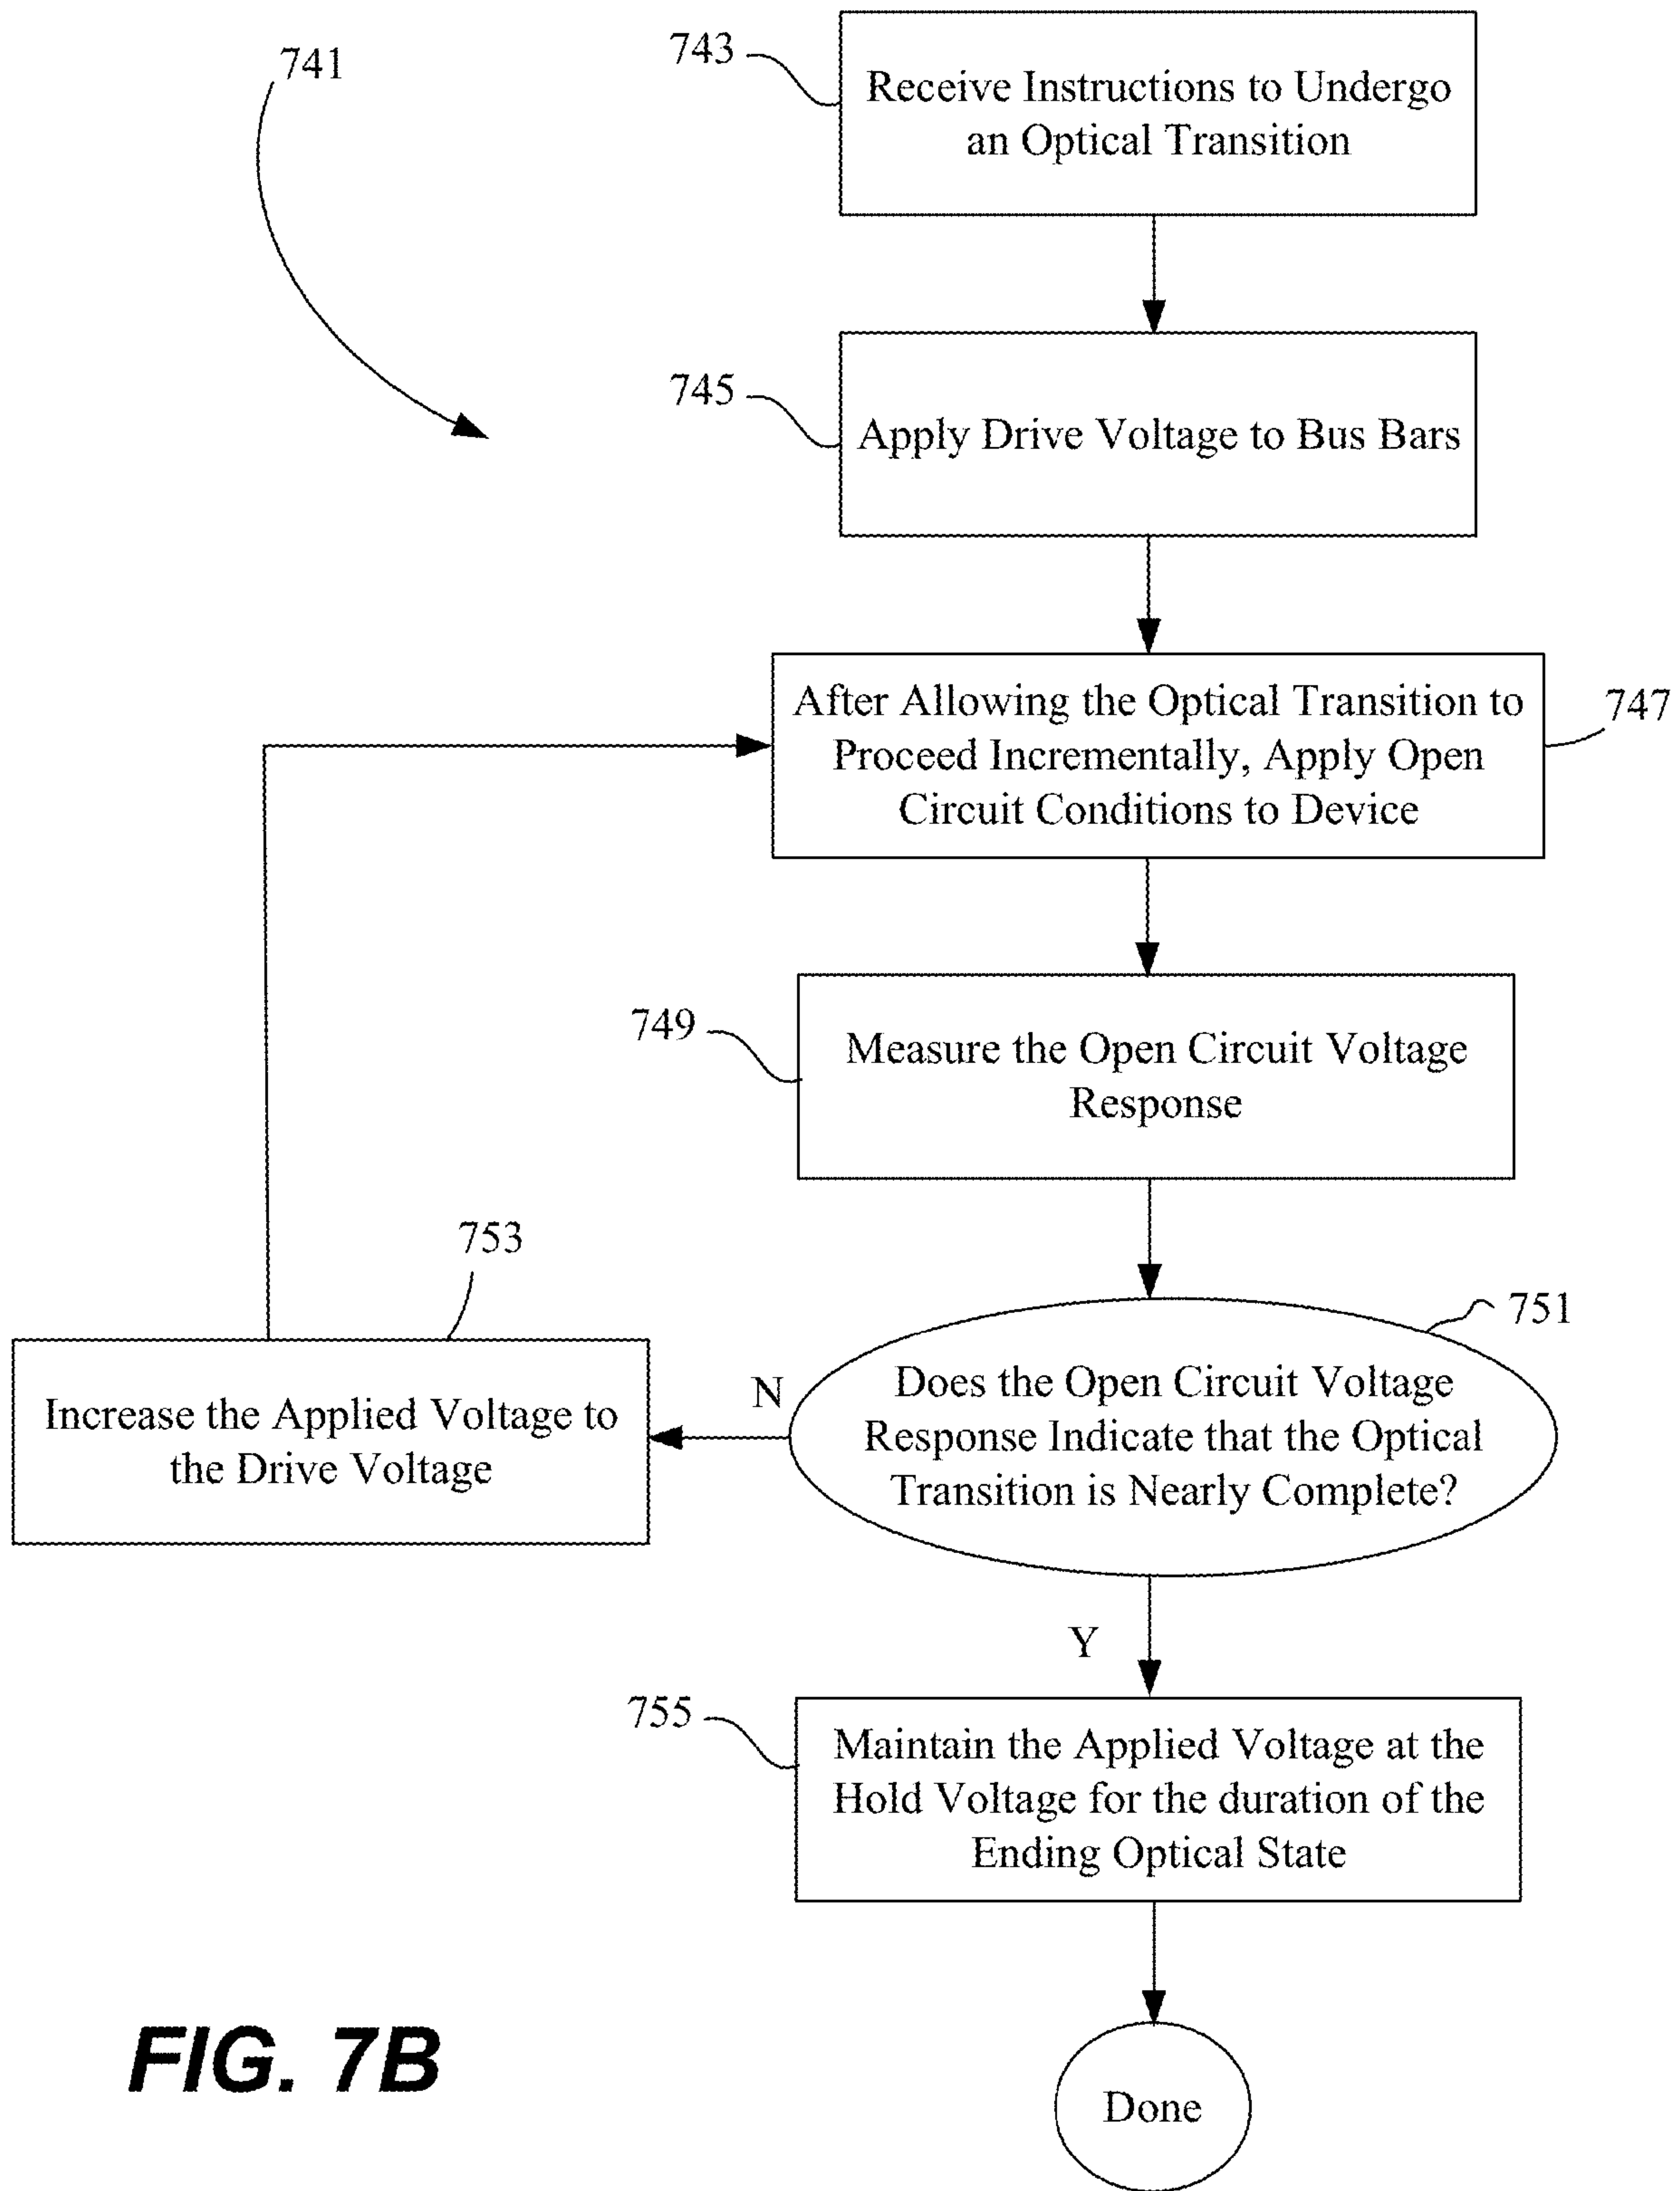 741
743
Receive Instructions to Undergo
an Optical Transition
745
Apply Drive Voltage to Bus Bars
747
After Allowing the Optical Transition to
Proceed Incrementally, Apply Open
Circuit Conditions to Device
749
Measure the Open Circuit Voltage
Response
751
Does the Open Circuit Voltage
Response Indicate that the Optical
Transition is Nearly Complete?
N
753
Increase the Applied Voltage to
the Drive Voltage
Y
755
Maintain the Applied Voltage at the
Hold Voltage for the duration of the
Ending Optical State
Done
FIG. 7B